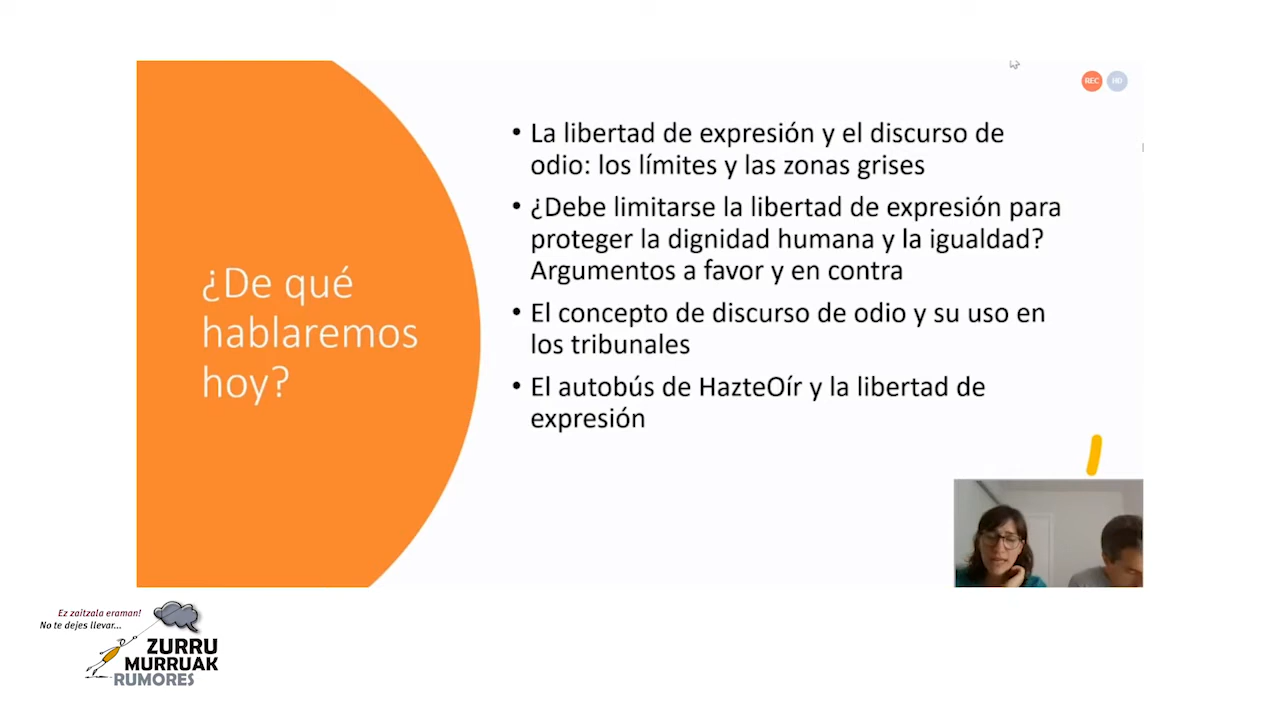 REC
HD
¿De qué
hablaremos
hoy?
• La libertad de expresión y el discurso de
odio: los límites y las zonas grises
• ¿Debe limitarse la libertad de expresión para
proteger la dignidad humana y la igualdad?
Argumentos a favor y en contra
• El concepto de discurso de odio y su uso en
los tribunales
• El autobús de HazteOír y la libertad de
expresión
Ez zaitzala eraman!
No te dejes llevar...
ZURRU
MURRUAK
RUMORES